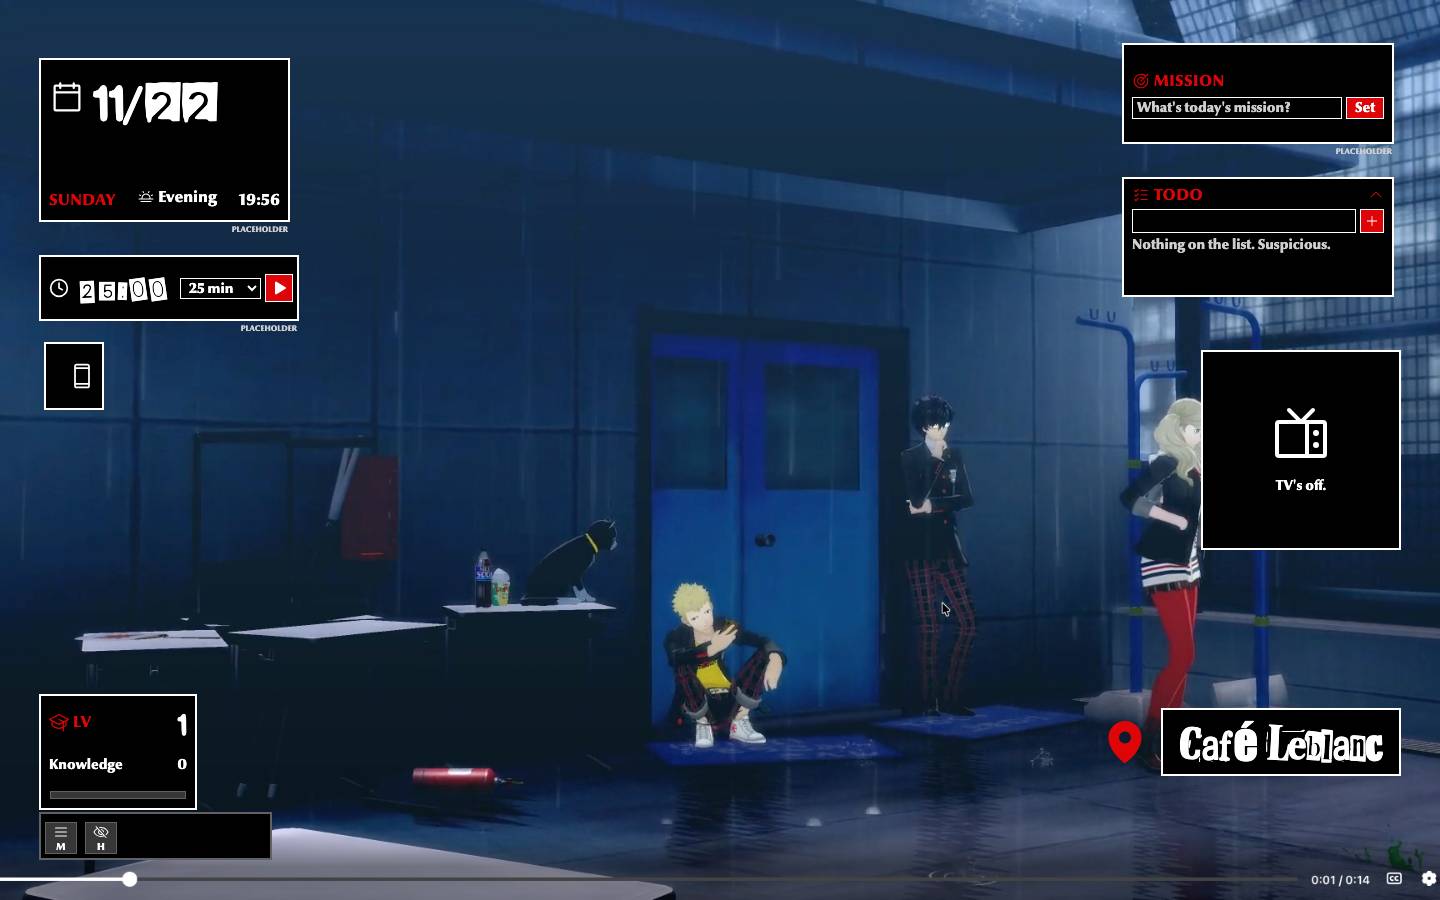 11/22
SUNDAY Evening 19:56
PLACEHOLDER
25:00 25 min
PLACEHOLDER
MISSION
What's today's mission? Set
PLACEHOLDER
TODO
+
Nothing on the list. Suspicious.
TV's off.
LV 1
Knowledge 0
M H
Café Leblanc
0:01 / 0:14 CC